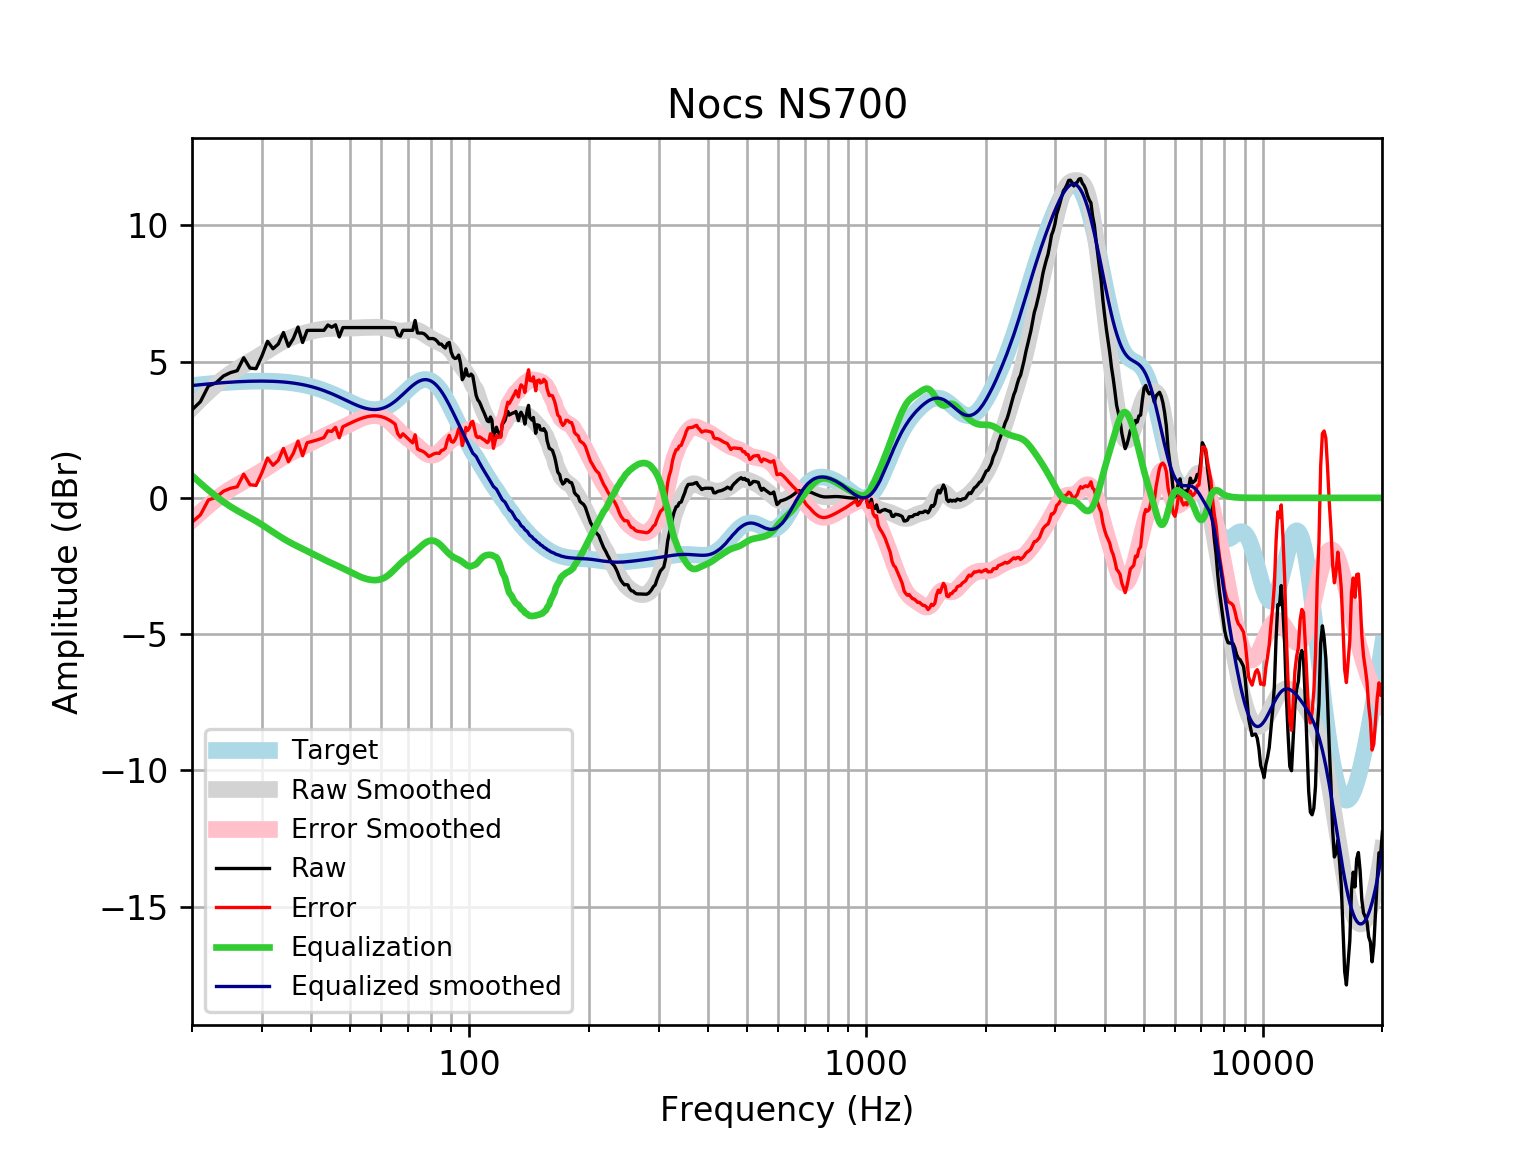 Nocs NS700
Amplitude (dBr)
10
5
0
−5
−10
−15
Target
Raw Smoothed
Error Smoothed
Raw
Error
Equalization
Equalized smoothed
100
1000
10000
Frequency (Hz)